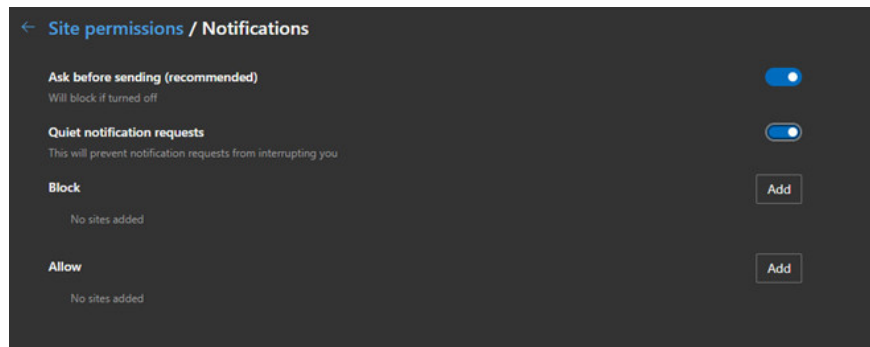 Site permissions / Notifications
Ask before sending (recommended)
Will block if turned off
Quiet notification requests
This will prevent notification requests from interrupting you
Block
Add
No sites added
Allow
Add
No sites added